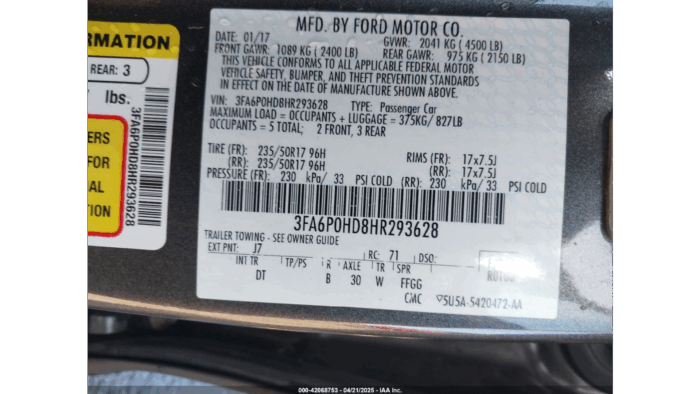 RMATION
REAR: 3
lbs.
ERS
FOR
AL
TION
3FA6P0HD8HR293628
MFD. BY FORD MOTOR CO.
DATE: 01/17 GVWR: 2041 KG ( 4500 LB)
FRONT GAWR: 1089 KG ( 2400 LB) REAR GAWR: 975 KG ( 2150 LB)
THIS VEHICLE CONFORMS TO ALL APPLICABLE FEDERAL MOTOR
VEHICLE SAFETY, BUMPER, AND THEFT PREVENTION STANDARDS
IN EFFECT ON THE DATE OF MANUFACTURE SHOWN ABOVE.
VIN: 3FA6P0HD8HR293628 TYPE: Passenger Car
MAXIMUM LOAD = OCCUPANTS + LUGGAGE = 375KG/ 827LB
OCCUPANTS = 5 TOTAL; 2 FRONT, 3 REAR
TIRE (FR): 235/50R17 96H RIMS (FR): 17x7.5J
(RR): 235/50R17 96H (RR): 17x7.5J
PRESSURE (FR): 230 kPa/ 33 PSI COLD (RR): 230 kPa/ 33 PSI COLD
3FA6P0HD8HR293628
TRAILER TOWING - SEE OWNER GUIDE
EXT PNT: J7 RC: 71 DSO:
INT TR TP/PS R AXLE TR SPR
DT B 30 W FFGG
CMC ▽5U5A-5420472-AA
000-42068753 - 04/21/2025 - IAA Inc.